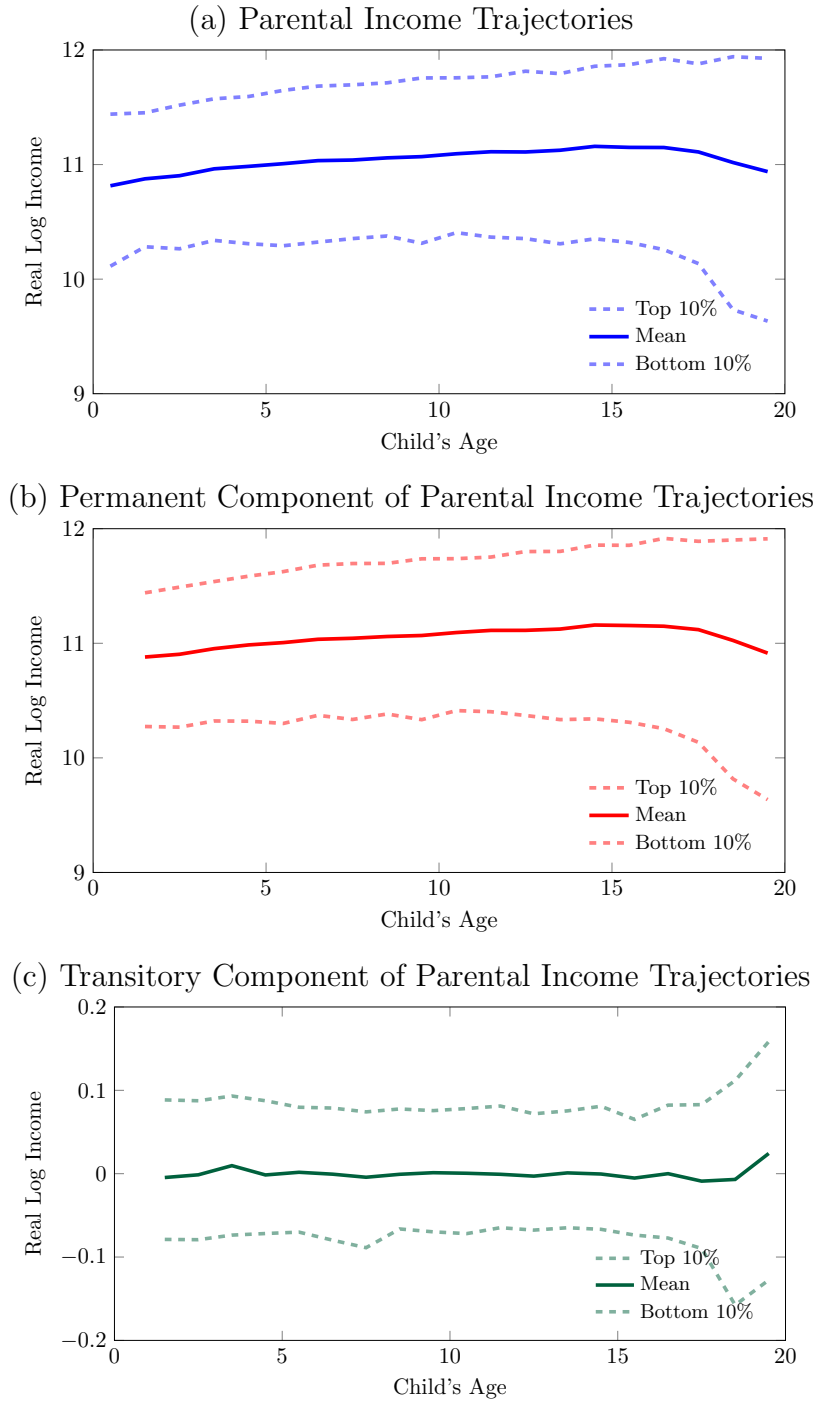 (a) Parental Income Trajectories
12
11
10
9
Real Log Income
Top 10%
Mean
Bottom 10%
0 5 10 15 20
Child's Age
(b) Permanent Component of Parental Income Trajectories
12
11
10
9
Real Log Income
Top 10%
Mean
Bottom 10%
0 5 10 15 20
Child's Age
(c) Transitory Component of Parental Income Trajectories
0.2
0.1
0
−0.1
−0.2
Real Log Income
Top 10%
Mean
Bottom 10%
0 5 10 15 20
Child's Age